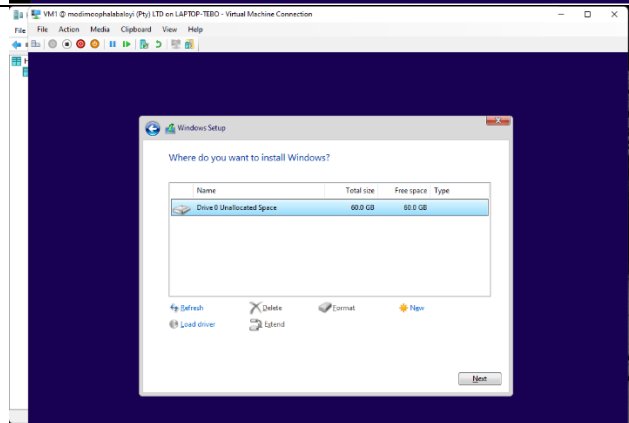 VM1 @ modimoophalabaloyi (Pty) LTD on LAPTOP-TEBO - Virtual Machine Connection
File
File Action Media Clipboard View Help
Windows Setup
Where do you want to install Windows?
Name Total size Free space Type
Drive 0 Unallocated Space 60.0 GB 60.0 GB
Refresh Delete Format New
Load driver Extend
Next